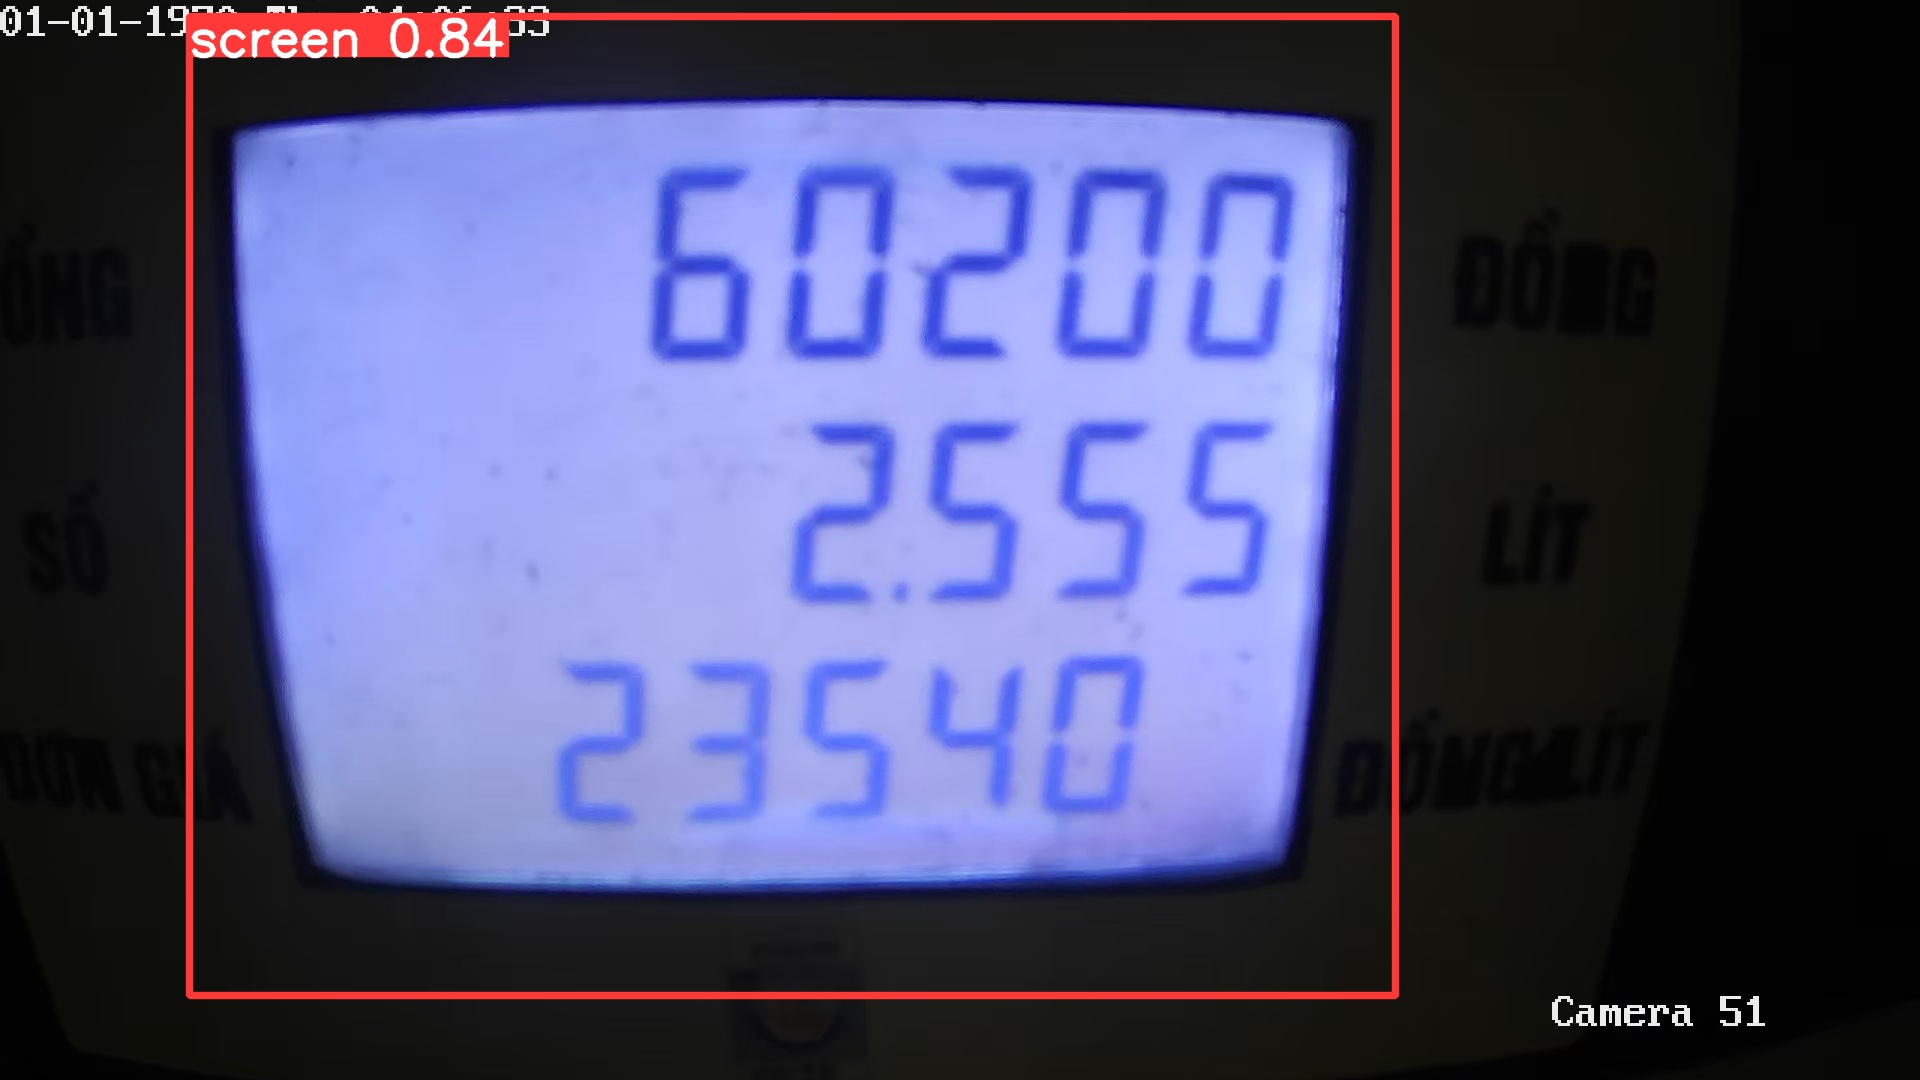 screen 0.84
60200
ĐỒNG
2.555
SỐ
LÍT
23540
ĐƠN GIÁ
ĐỒNG/LÍT
Camera 51